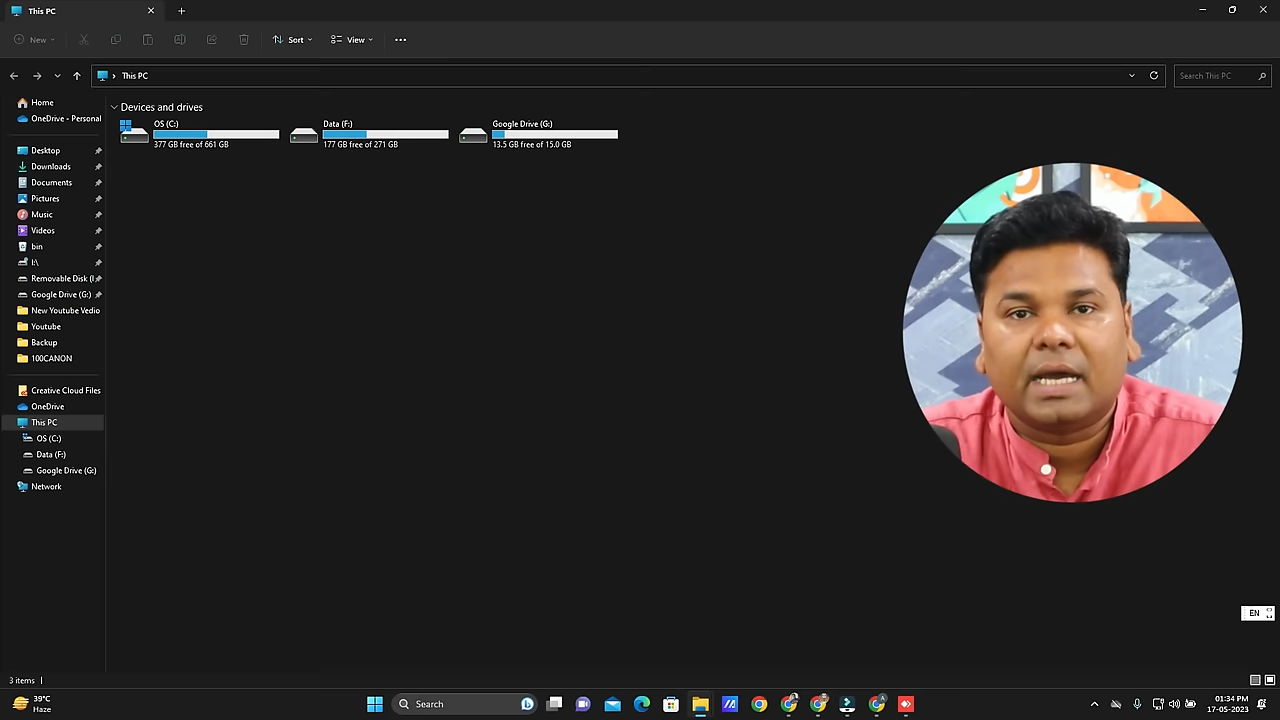 This PC
New
Sort
View
This PC
Search This PC
Home
OneDrive - Personal
Desktop
Downloads
Documents
Pictures
Music
Videos
bin
I:\
Removable Disk (I
Google Drive (G:)
New Youtube Vedio
Youtube
Backup
100CANON
Creative Cloud Files
OneDrive
This PC
OS (C:)
Data (F:)
Google Drive (G:)
Network
Devices and drives
OS (C:)
377 GB free of 661 GB
Data (F:)
177 GB free of 271 GB
Google Drive (G:)
13.5 GB free of 15.0 GB
EN
3 items
39°C
Haze
Search
01:34 PM
17-05-2023